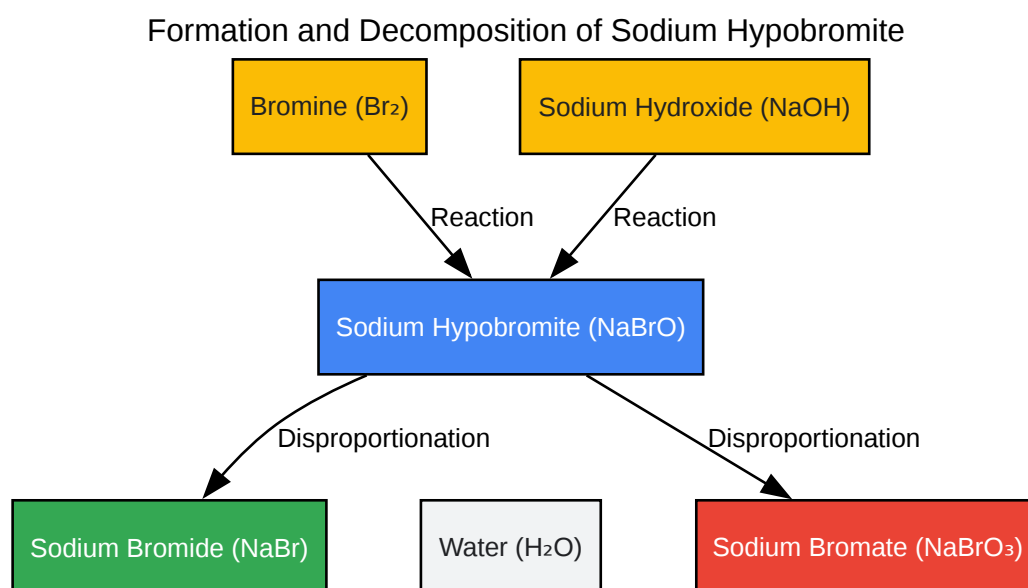 Formation and Decomposition of Sodium Hypobromite
Bromine (Br₂)
Sodium Hydroxide (NaOH)
Reaction
Reaction
Sodium Hypobromite (NaBrO)
Disproportionation
Disproportionation
Sodium Bromide (NaBr)
Water (H₂O)
Sodium Bromate (NaBrO₃)